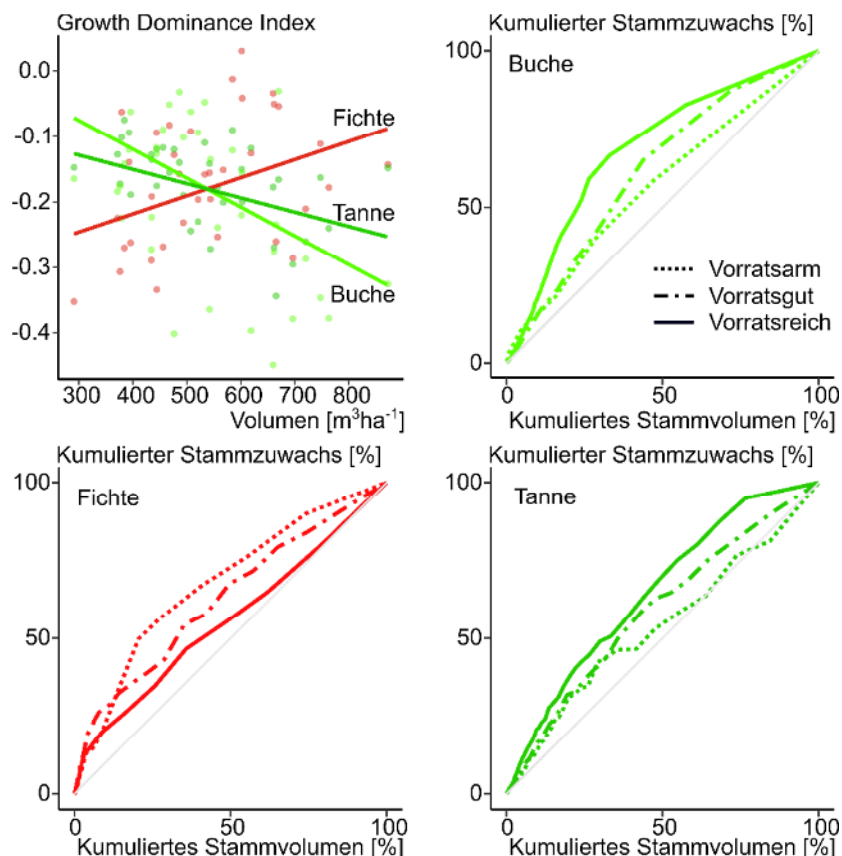 Growth Dominance Index
0.0
-0.1
-0.2
-0.3
-0.4
Fichte
Tanne
Buche
300 400 500 600 700 800
Volumen [m³ha⁻¹]
Kumulierter Stammzuwachs [%]
100
50
0
Buche
Vorratsarm
Vorratsgut
Vorratsreich
0 100
Kumuliertes Stammvolumen [%]
Kumulierter Stammzuwachs [%]
100
50
0
Fichte
0 50 100
Kumuliertes Stammvolumen [%]
Kumulierter Stammzuwachs [%]
100
50
0
Tanne
0 50 100
Kumuliertes Stammvolumen [%]